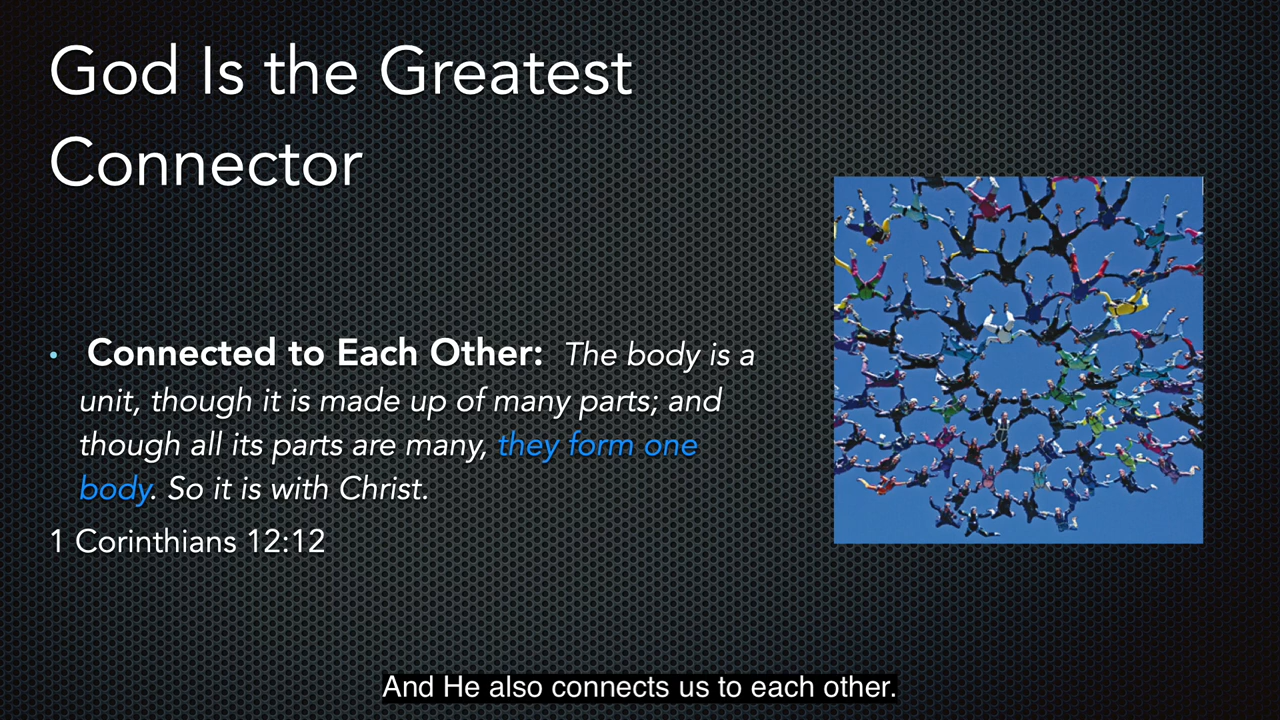 God Is the Greatest
Connector
• Connected to Each Other: The body is a
unit, though it is made up of many parts; and
though all its parts are many, they form one
body. So it is with Christ.
1 Corinthians 12:12
And He also connects us to each other.